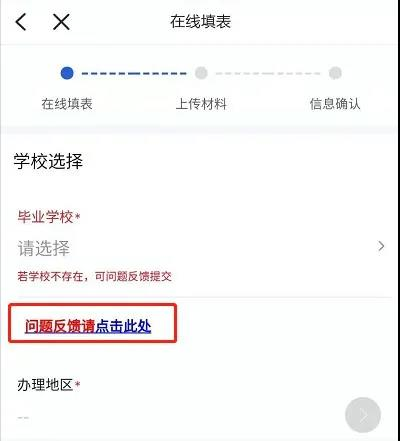 在线填表
在线填表
上传材料
信息确认
学校选择
毕业学校*
请选择
若学校不存在，可问题反馈提交
问题反馈请点击此处
办理地区*
--